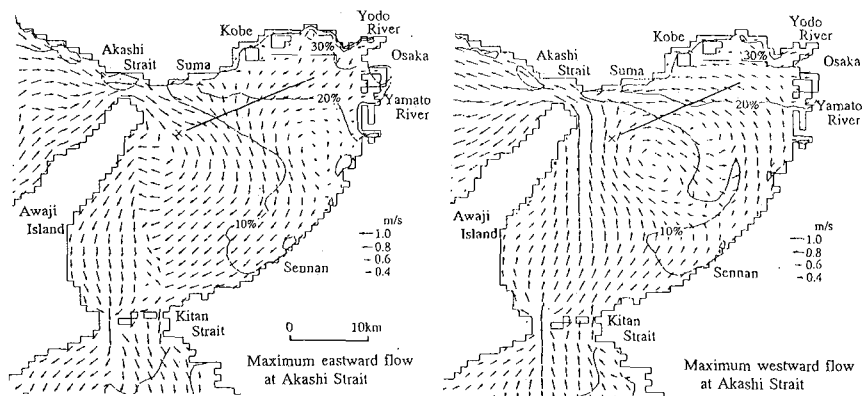 Kobe
Yodo
River
Akashi
Strait
Suma
30%
Osaka
20%
Yamato
River
Awaji
Island
10%
m/s
1.0
0.8
0.6
0.4
Sennan
Kitan
Strait
0 10km
Maximum eastward flow
at Akashi Strait
Kobe
Yodo
River
Akashi
Strait
Suma
30%
Osaka
20%
Yamato
River
Awaji
Island
10%
m/s
1.0
0.8
0.6
0.4
Sennan
Kitan
Strait
Maximum westward flow
at Akashi Strait